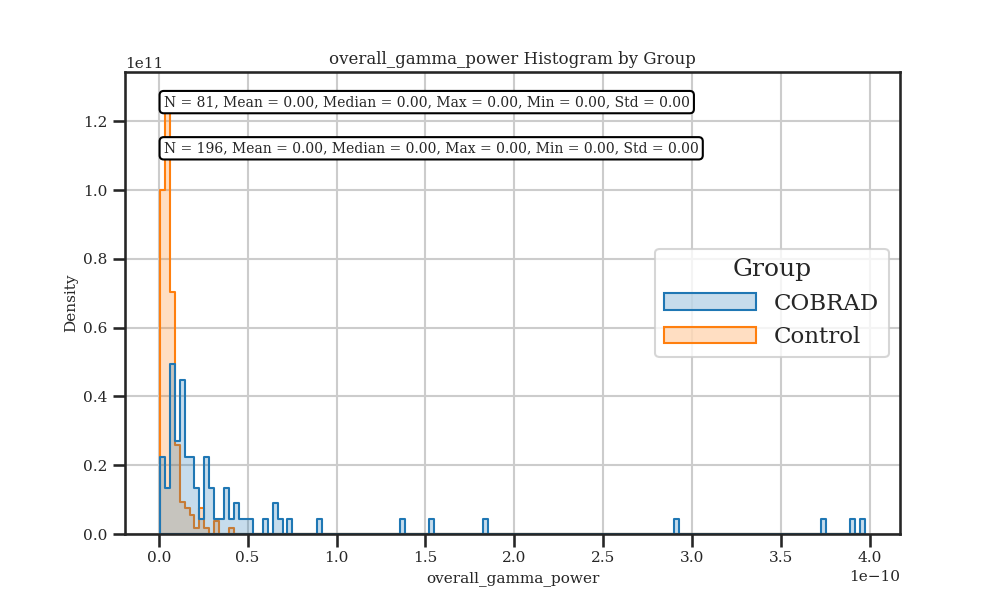 overall_gamma_power Histogram by Group
1e11
N = 81, Mean = 0.00, Median = 0.00, Max = 0.00, Min = 0.00, Std = 0.00
1.2
N = 196, Mean = 0.00, Median = 0.00, Max = 0.00, Min = 0.00, Std = 0.00
1.0
0.8
0.6
0.4
0.2
0.0
Density
Group
COBRAD
Control
0.0 0.5 1.0 1.5 2.0 2.5 3.0 3.5 4.0
1e−10
overall_gamma_power